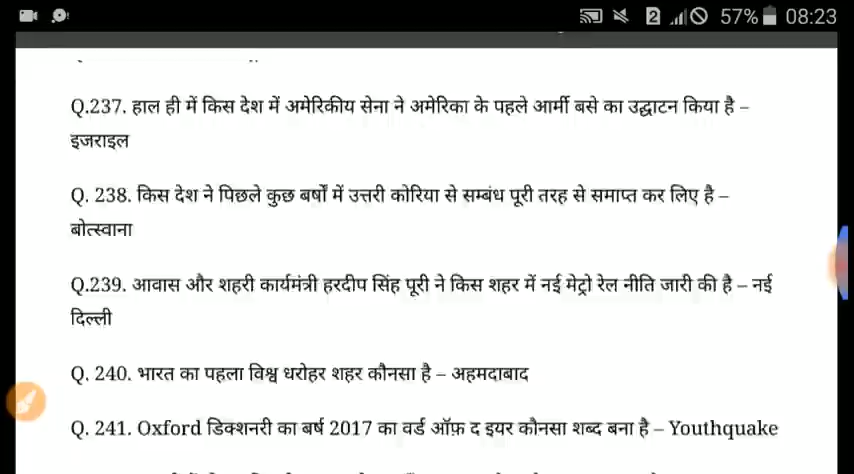 2 57% 08:23
Q.237. हाल ही में किस देश में अमेरिकीय सेना ने अमेरिका के पहले आर्मी बसे का उद्घाटन किया है –
इजराइल
Q. 238. किस देश ने पिछले कुछ बर्षों में उत्तरी कोरिया से सम्बंध पूरी तरह से समाप्त कर लिए है –
बोत्स्वाना
Q.239. आवास और शहरी कार्यमंत्री हरदीप सिंह पूरी ने किस शहर में नई मेट्रो रेल नीति जारी की है – नई
दिल्ली
Q. 240. भारत का पहला विश्व धरोहर शहर कौनसा है – अहमदाबाद
Q. 241. Oxford डिक्शनरी का बर्ष 2017 का वर्ड ऑफ़ द इयर कौनसा शब्द बना है – Youthquake